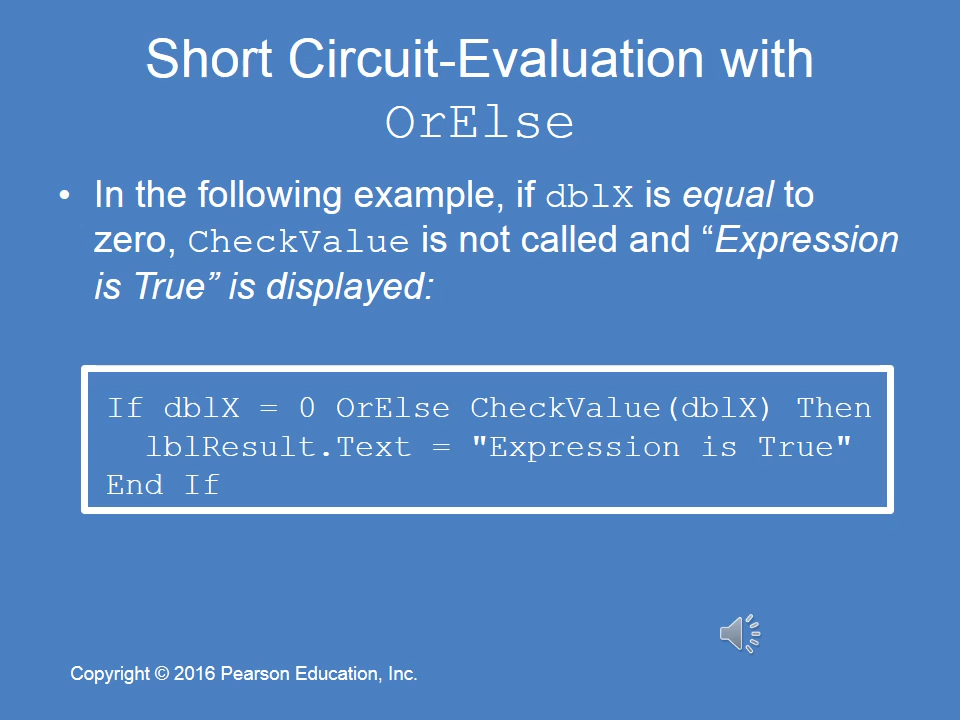 Short Circuit-Evaluation with
OrElse
• In the following example, if dblX is equal to
zero, CheckValue is not called and “Expression
is True” is displayed:
If dblX = 0 OrElse CheckValue(dblX) Then
lblResult.Text = "Expression is True"
End If
Copyright © 2016 Pearson Education, Inc.